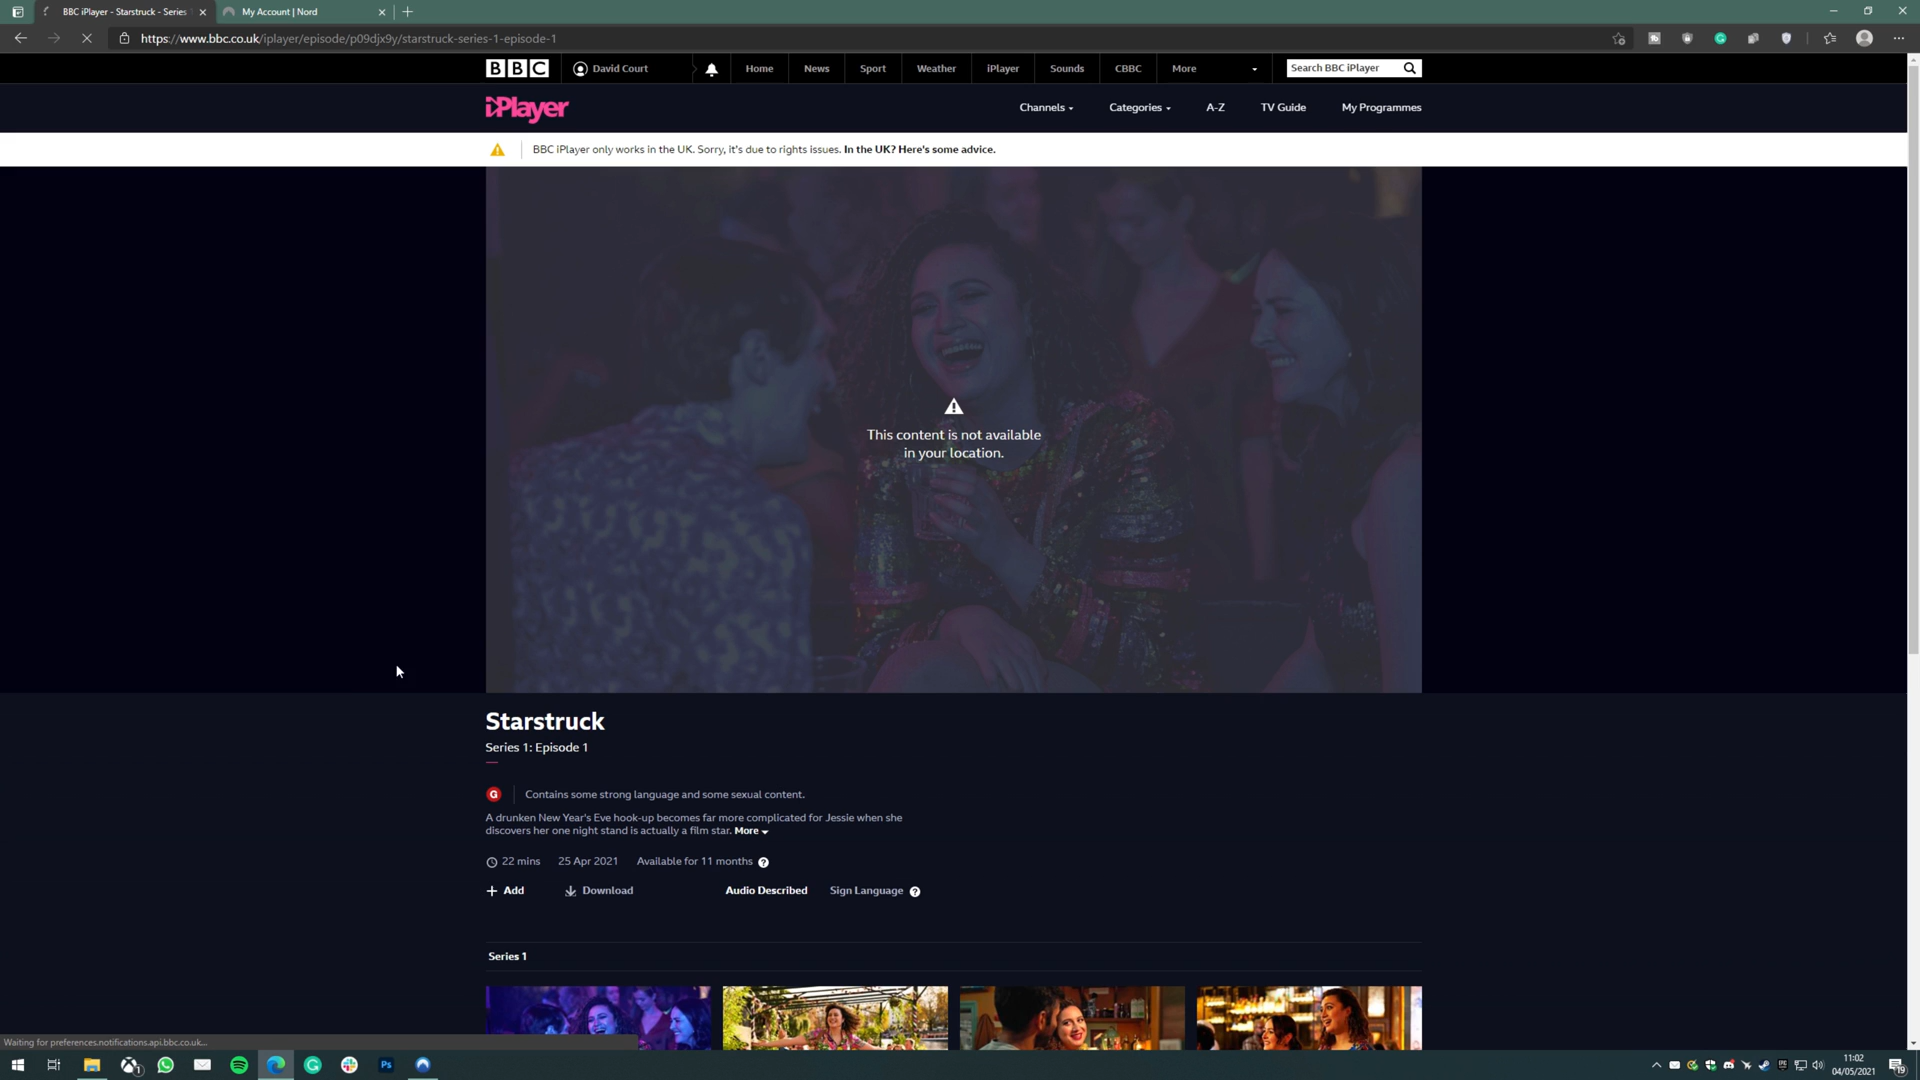 BBC iPlayer - Starstruck - Series
My Account | Nord
https://www.bbc.co.uk/iplayer/episode/p09djx9y/starstruck-series-1-episode-1
BBC
David Court
Home
News
Sport
Weather
iPlayer
Sounds
CBBC
More
Search BBC iPlayer
iPlayer
Channels
Categories
A-Z
TV Guide
My Programmes
BBC iPlayer only works in the UK. Sorry, it's due to rights issues. In the UK? Here's some advice.
This content is not available
in your location.
Starstruck
Series 1: Episode 1
G
Contains some strong language and some sexual content.
A drunken New Year's Eve hook-up becomes far more complicated for Jessie when she
discovers her one night stand is actually a film star. More
22 mins
25 Apr 2021
Available for 11 months
Add
Download
Audio Described
Sign Language
Series 1
Waiting for preferences.notifications.api.bbc.co.uk...
1
Ps
11:02
04/05/2021
19